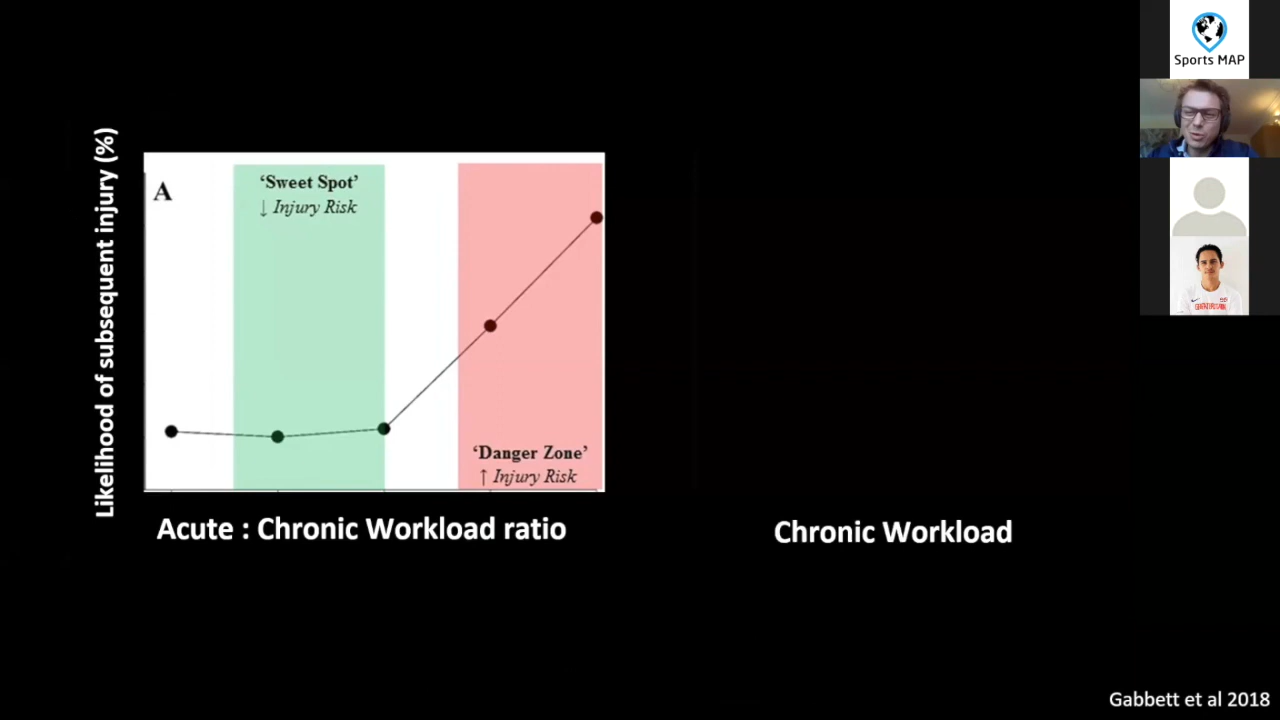 Likelihood of subsequent injury (%)
A
‘Sweet Spot’
↓ Injury Risk
‘Danger Zone’
↑ Injury Risk
Acute : Chronic Workload ratio
Chronic Workload
Gabbett et al 2018
Sports MAP